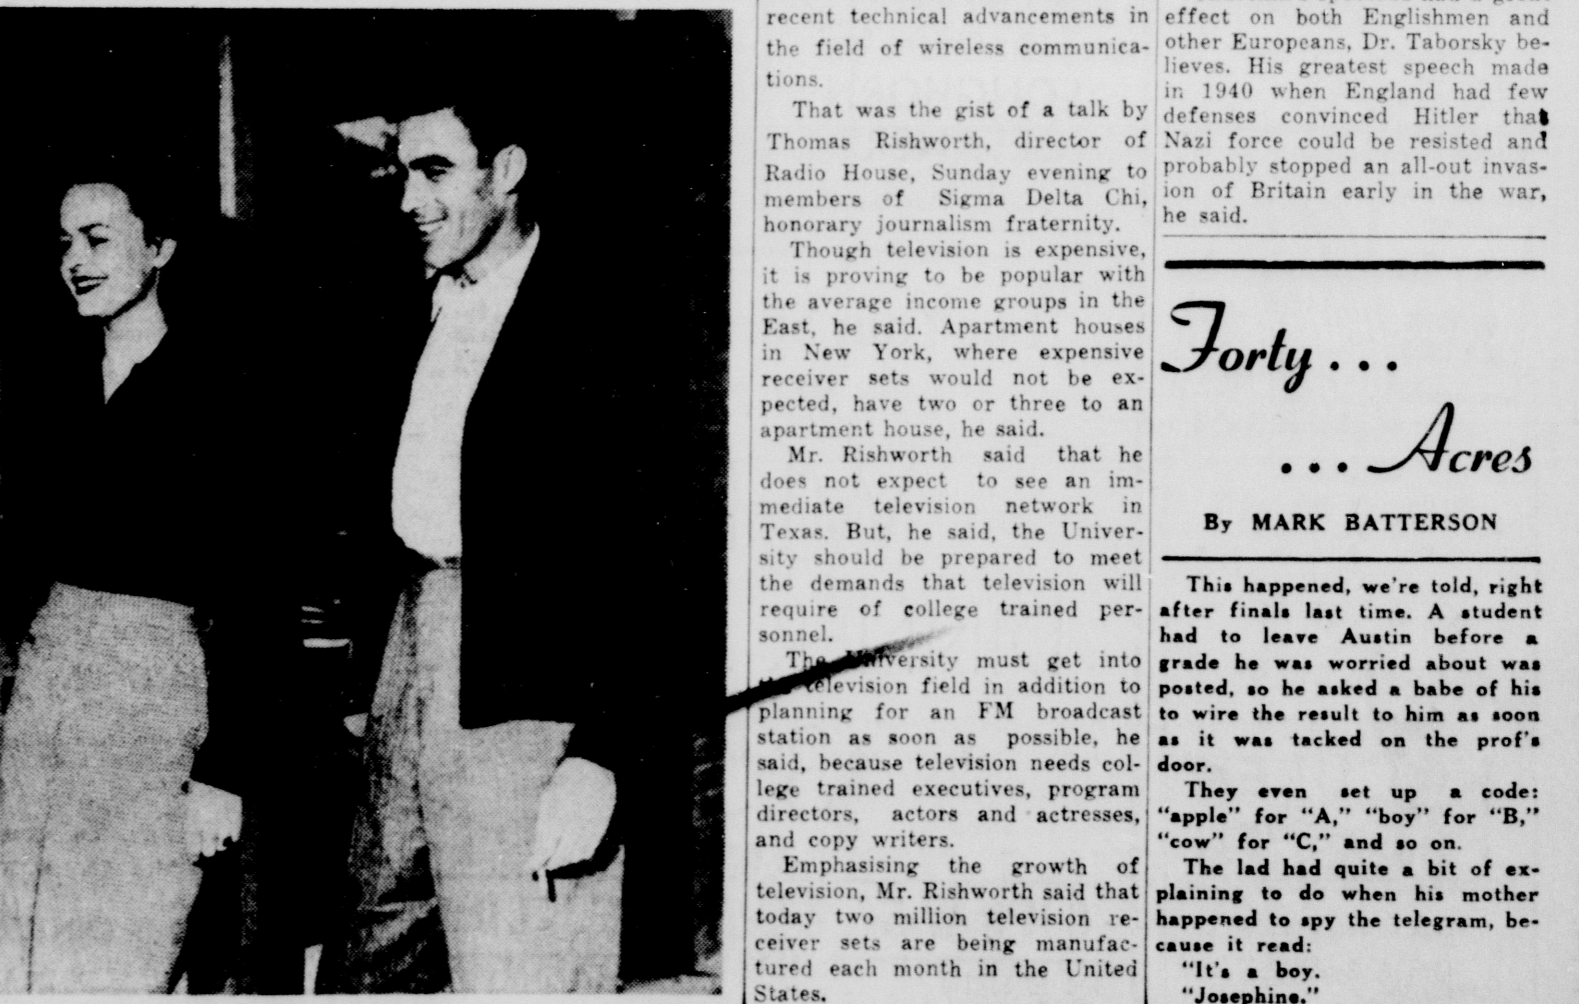 recent technical advancements in
the field of wireless communica-
tions.
That was the gist of a talk by
Thomas Rishworth, director of
Radio House, Sunday evening to
members of Sigma Delta Chi,
honorary journalism fraternity.
Though television is expensive,
it is proving to be popular with
the average income groups in the
East, he said. Apartment houses
in New York, where expensive
receiver sets would not be ex-
pected, have two or three to an
apartment house, he said.
Mr. Rishworth said that he
does not expect to see an im-
mediate television network in
Texas. But, he said, the Univer-
sity should be prepared to meet
the demands that television will
require of college trained per-
sonnel.
The University must get into
television field in addition to
planning for an FM broadcast
station as soon as possible, he
said, because television needs col-
lege trained executives, program
directors, actors and actresses,
and copy writers.
Emphasising the growth of
television, Mr. Rishworth said that
today two million television re-
ceiver sets are being manufac-
tured each month in the United
States.
effect on both Englishmen and
other Europeans, Dr. Taborsky be-
lieves. His greatest speech made
in 1940 when England had few
defenses convinced Hitler that
Nazi force could be resisted and
probably stopped an all-out invas-
ion of Britain early in the war,
he said.
Forty . . .
. . . Acres
By MARK BATTERSON
This happened, we're told, right
after finals last time. A student
had to leave Austin before a
grade he was worried about was
posted, so he asked a babe of his
to wire the result to him as soon
as it was tacked on the prof's
door.
They even set up a code:
"apple" for "A," "boy" for "B,"
"cow" for "C," and so on.
The lad had quite a bit of ex-
plaining to do when his mother
happened to spy the telegram, be-
cause it read:
"It's a boy.
"Josephine."